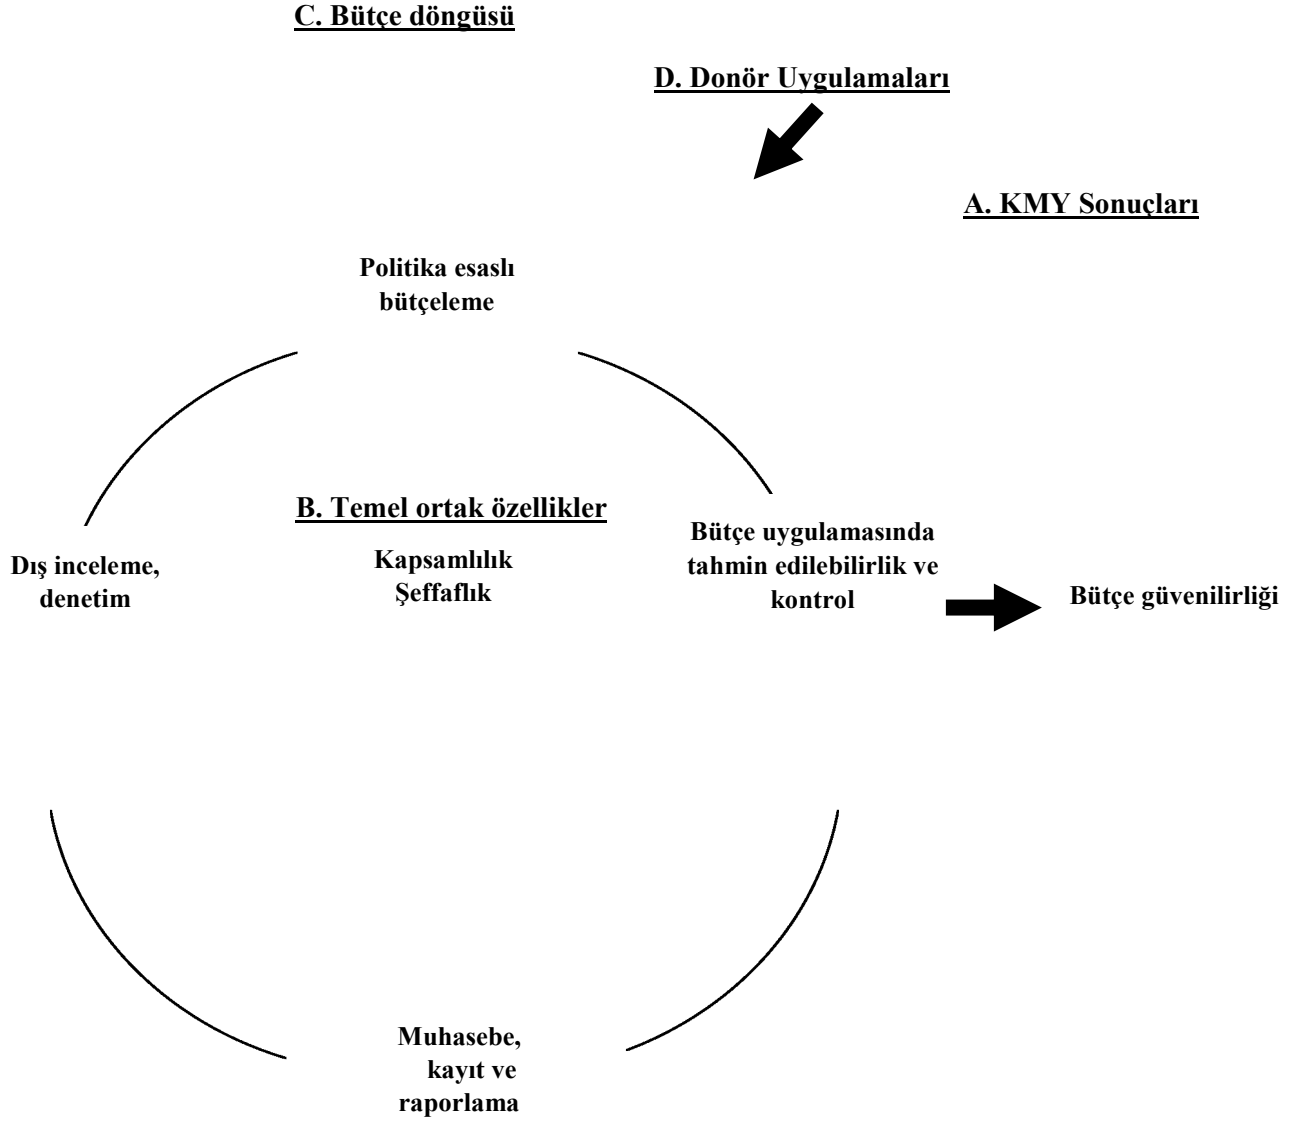 C. Bütçe döngüsü
D. Donör Uygulamaları
A. KMY Sonuçları
Politika esaslı
bütçeleme
B. Temel ortak özellikler
Kapsamlılık
Şeffaflık
Dış inceleme,
denetim
Bütçe uygulamasında
tahmin edilebilirlik ve
kontrol
Bütçe güvenilirliği
Muhasebe,
kayıt ve
raporlama